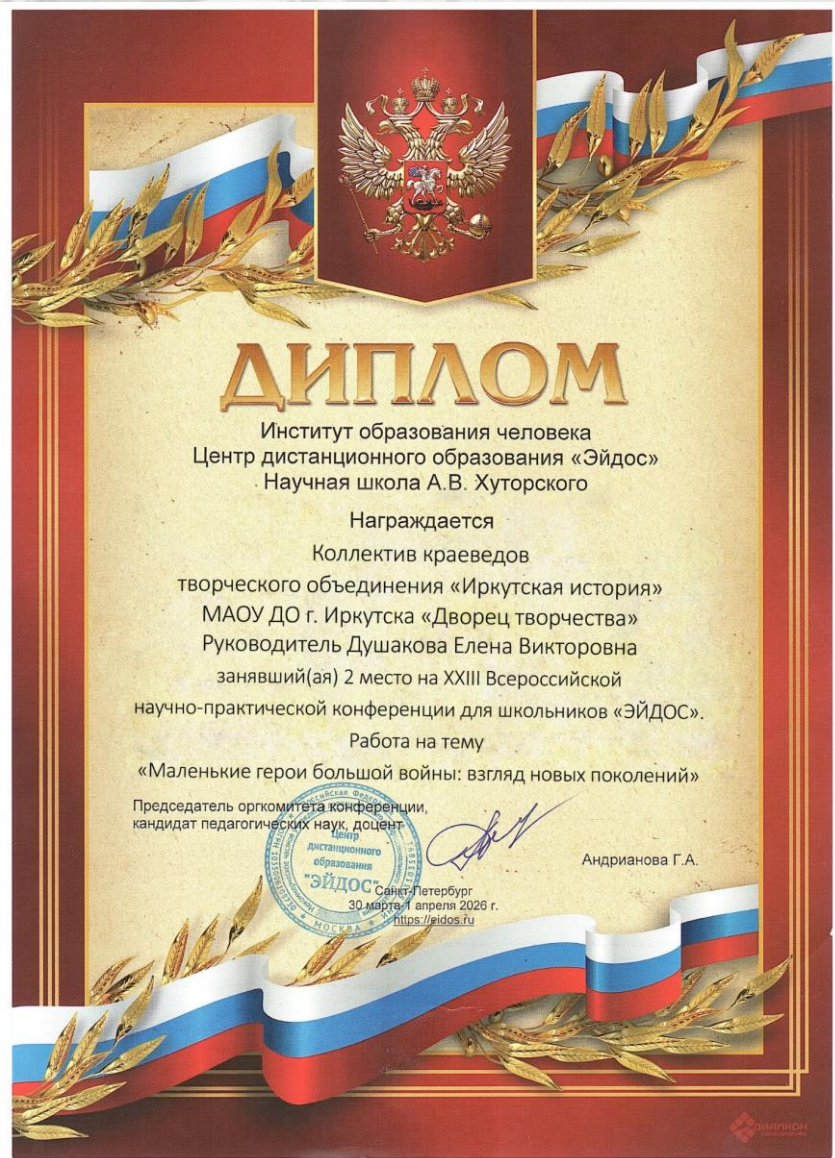 ДИПЛОМ
Институт образования человека
Центр дистанционного образования «Эйдос»
Научная школа А.В. Хуторского
Награждается
Коллектив краеведов
творческого объединения «Иркутская история»
МАОУ ДО г. Иркутска «Дворец творчества»
Руководитель Душакова Елена Викторовна
занявший(ая) 2 место на XXIII Всероссийской
научно-практической конференции для школьников «ЭЙДОС».
Работа на тему
«Маленькие герои большой войны: взгляд новых поколений»
Председатель оргкомитета конференции,
кандидат педагогических наук, доцент
Андрианова Г.А.
Центр
дистанционного
образования
"ЭЙДОС"
МОСКВА
Санкт-Петербург
30 марта-1 апреля 2026 г.
https://eidos.ru
ДИАЛКОН